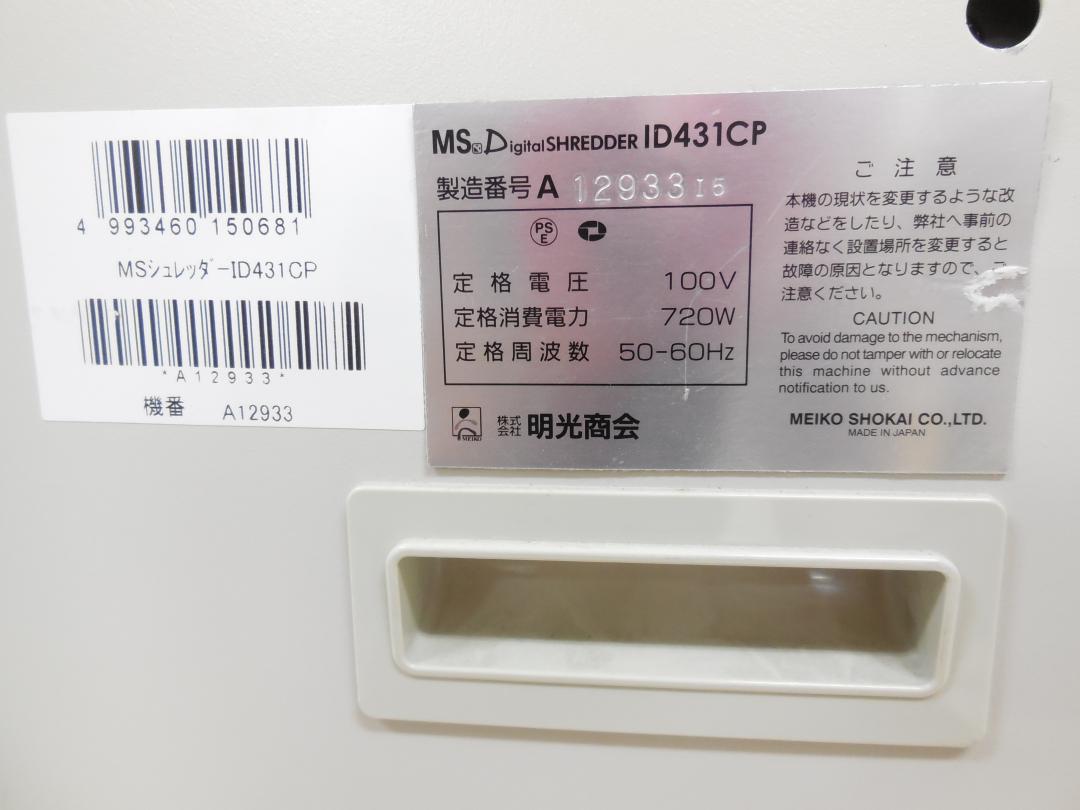 4 993460 150681
MSｼｭﾚｯﾀﾞｰID431CP
*A12933*
機番 A12933
MS DigitalSHREDDER ID431CP
製造番号 A 12933I5
PSE
定格電圧 100V
定格消費電力 720W
定格周波数 50-60Hz
MEIKO
株式会社 明光商会
ご注意
本機の現状を変更するような改
造などをしたり、弊社へ事前の
連絡なく設置場所を変更すると
故障の原因となりますので、ご
注意ください。
CAUTION
To avoid damage to the mechanism,
please do not tamper with or relocate
this machine without advance
notification to us.
MEIKO SHOKAI CO.,LTD.
MADE IN JAPAN